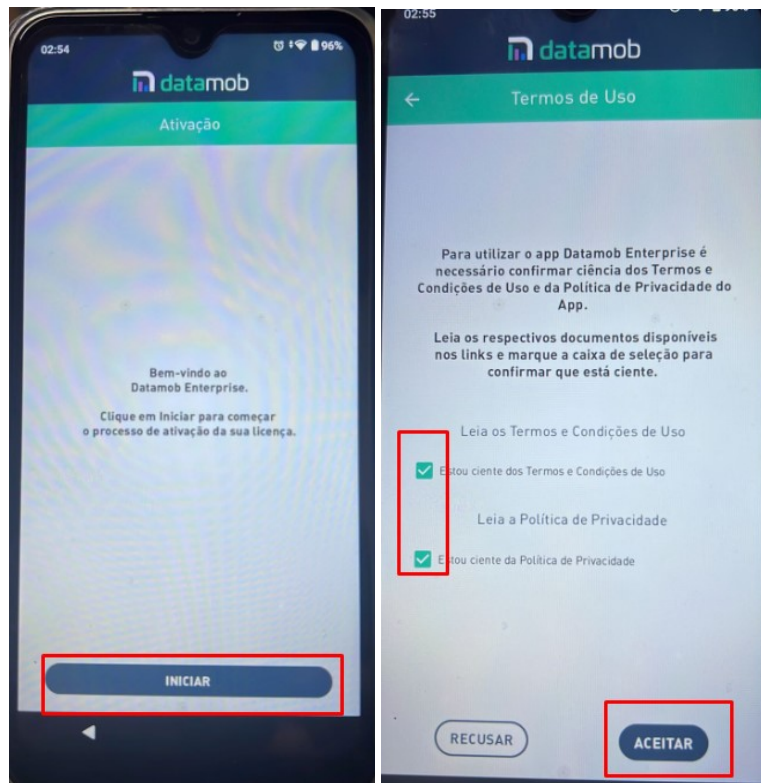 02:54
96%
datamob
Ativação
Bem-vindo ao
Datamob Enterprise.
Clique em Iniciar para começar
o processo de ativação da sua licença.
INICIAR
02:55
datamob
Termos de Uso
Para utilizar o app Datamob Enterprise é
necessário confirmar ciência dos Termos e
Condições de Uso e da Política de Privacidade do
App.
Leia os respectivos documentos disponíveis
nos links e marque a caixa de seleção para
confirmar que está ciente.
Leia os Termos e Condições de Uso
Estou ciente dos Termos e Condições de Uso
Leia a Política de Privacidade
Estou ciente da Política de Privacidade
RECUSAR
ACEITAR